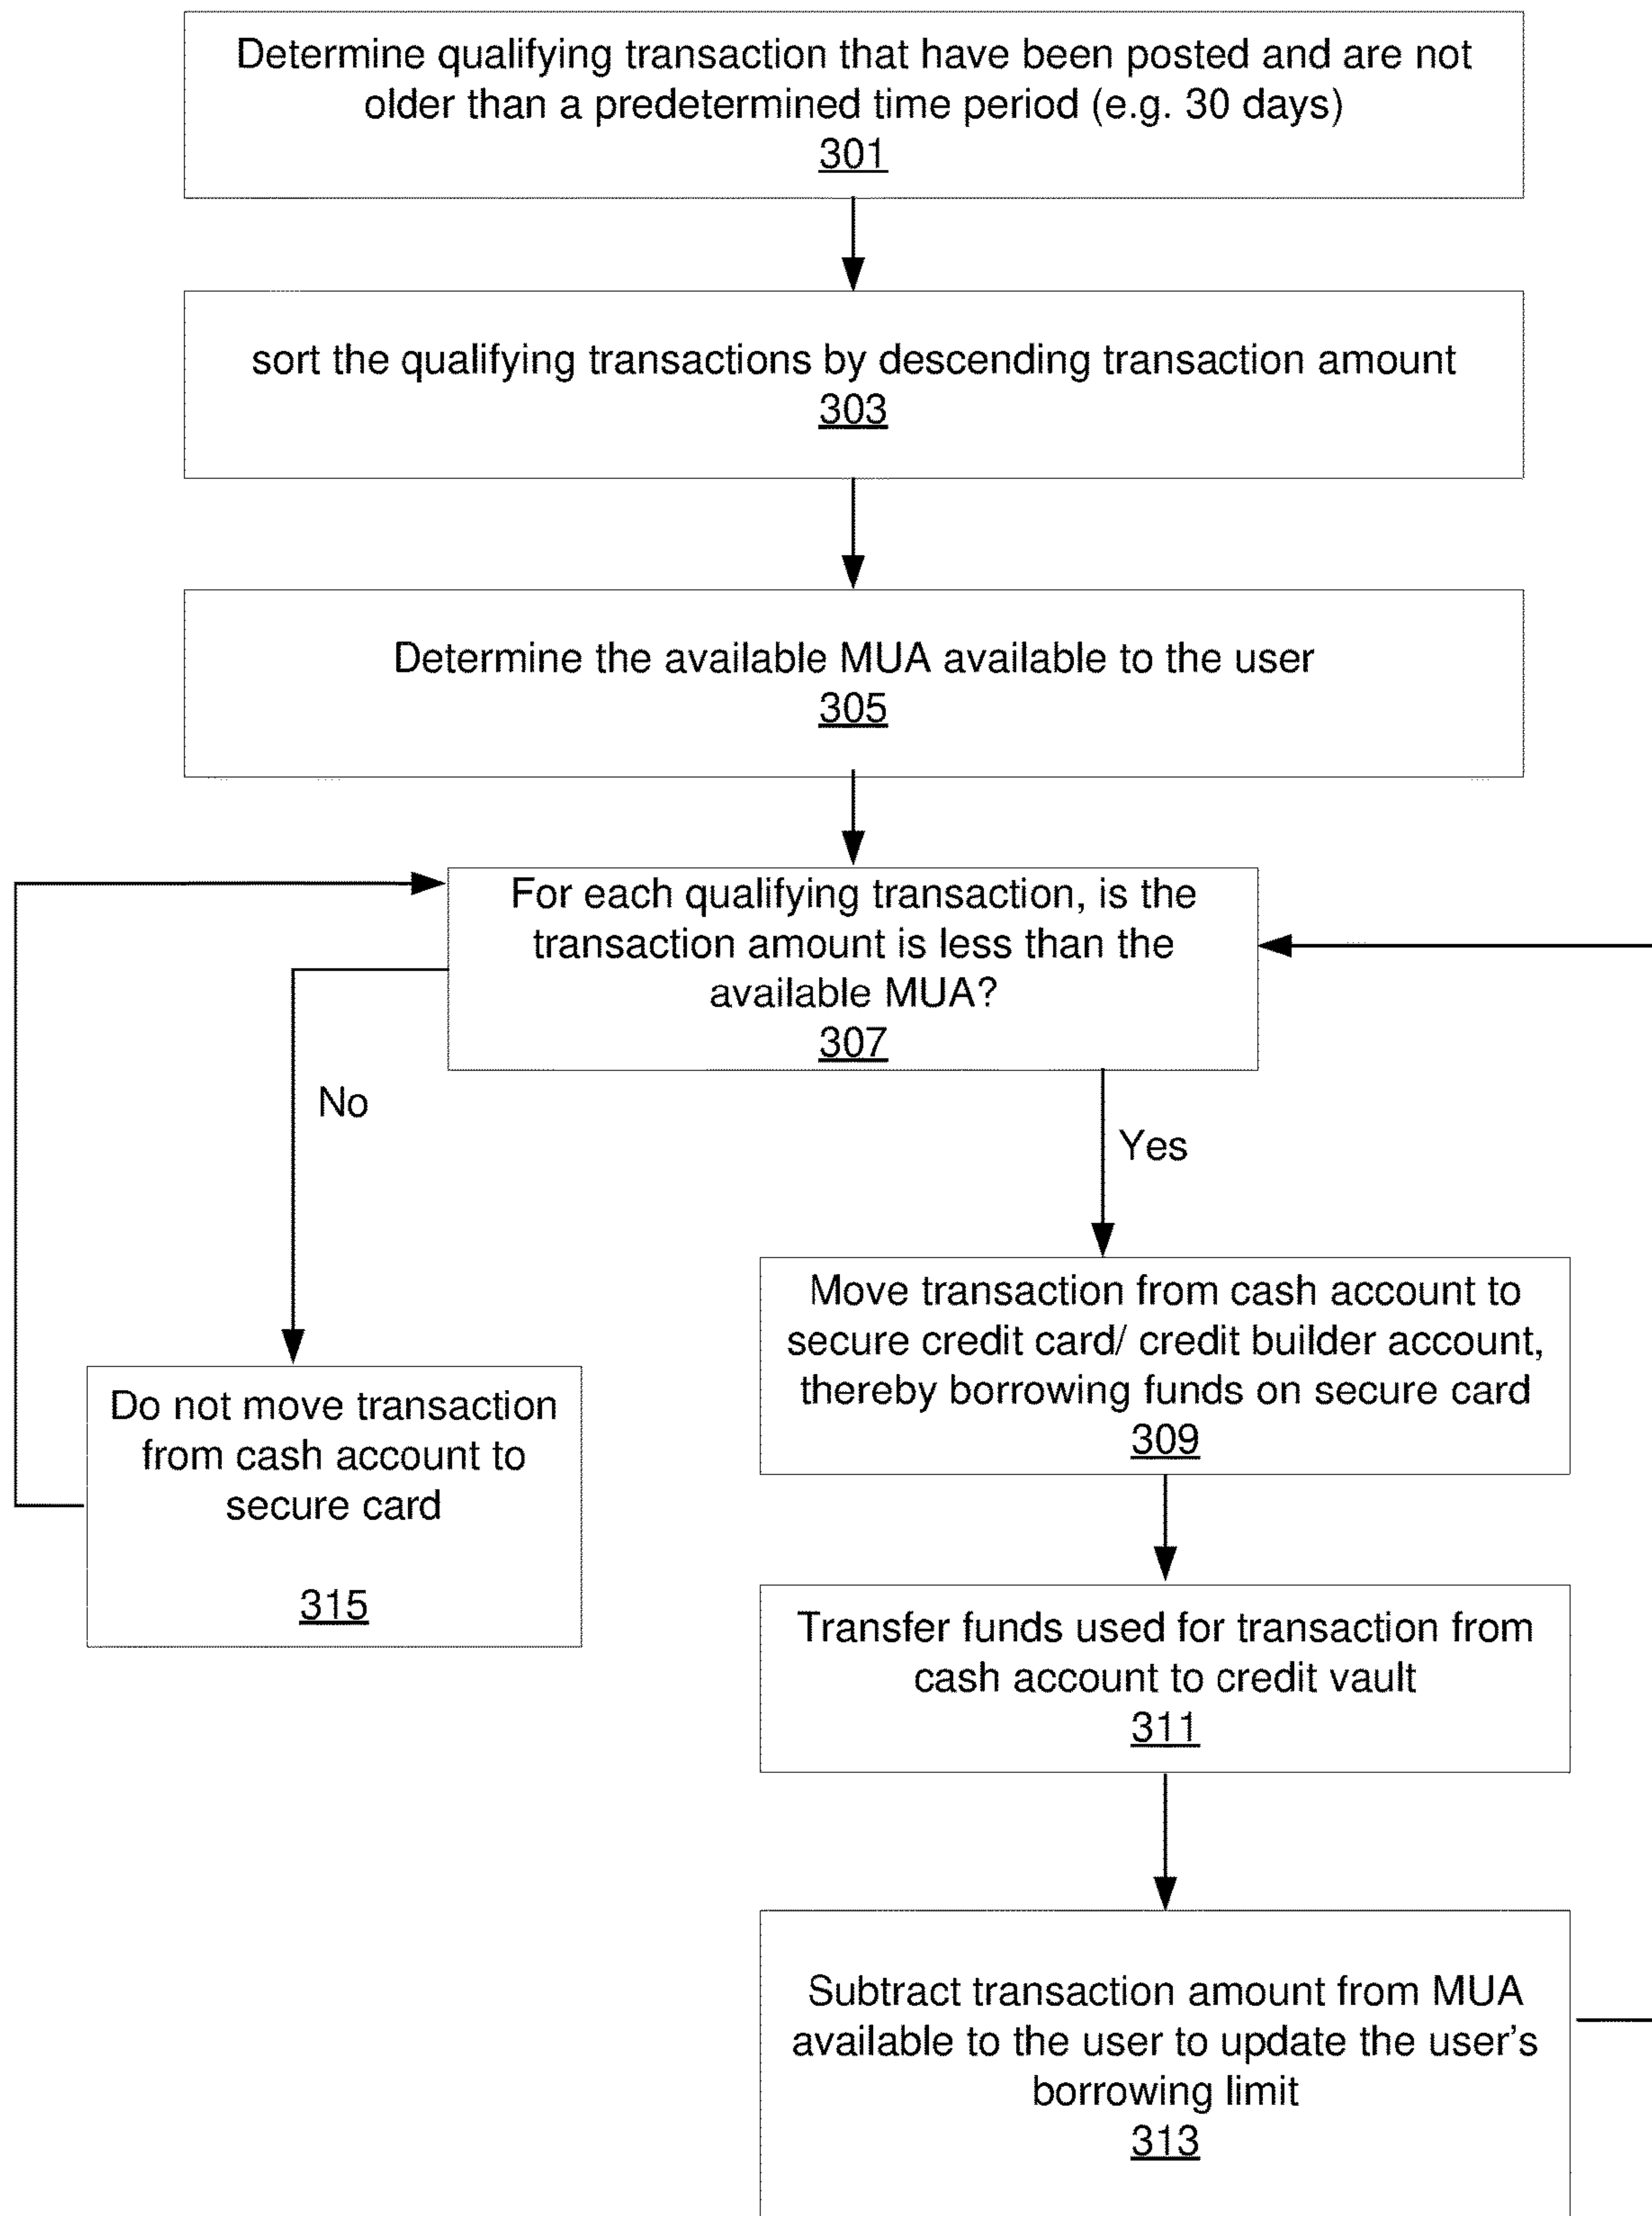 Determine qualifying transaction that have been posted and are not
older than a predetermined time period (e.g. 30 days)
301
sort the qualifying transactions by descending transaction amount
303
Determine the available MUA available to the user
305
For each qualifying transaction, is the
transaction amount is less than the
available MUA?
307
No
Yes
Move transaction from cash account to
secure credit card/ credit builder account,
thereby borrowing funds on secure card
309
Do not move transaction
from cash account to
secure card
315
Transfer funds used for transaction from
cash account to credit vault
311
Subtract transaction amount from MUA
available to the user to update the user's
borrowing limit
313